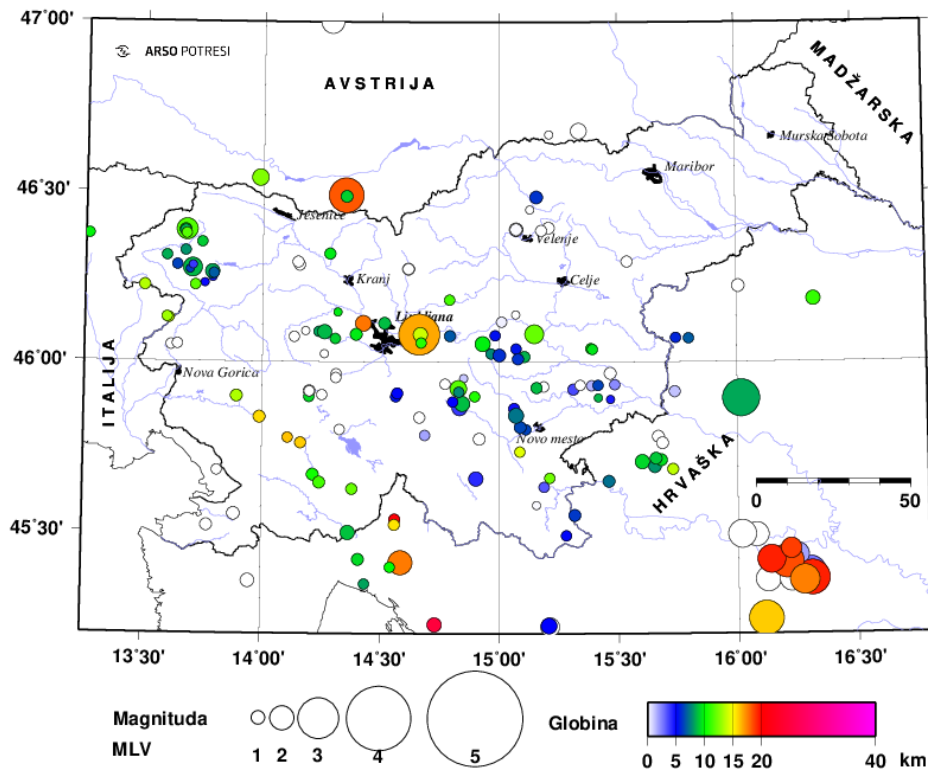 47°00'
ARSO POTRESI
AVSTRIJA
MADŽARSKA
Murska Sobota
Maribor
46°30'
Jesenice
Velenje
Kranj
Celje
Ljubljana
46°00'
Nova Gorica
ITALIJA
Novo mesto
HRVAŠKA
0 50
45°30'
13°30' 14°00' 14°30' 15°00' 15°30' 16°00' 16°30'
Magnituda
MLV
1 2 3 4 5
Globina
0 5 10 15 20 40 km